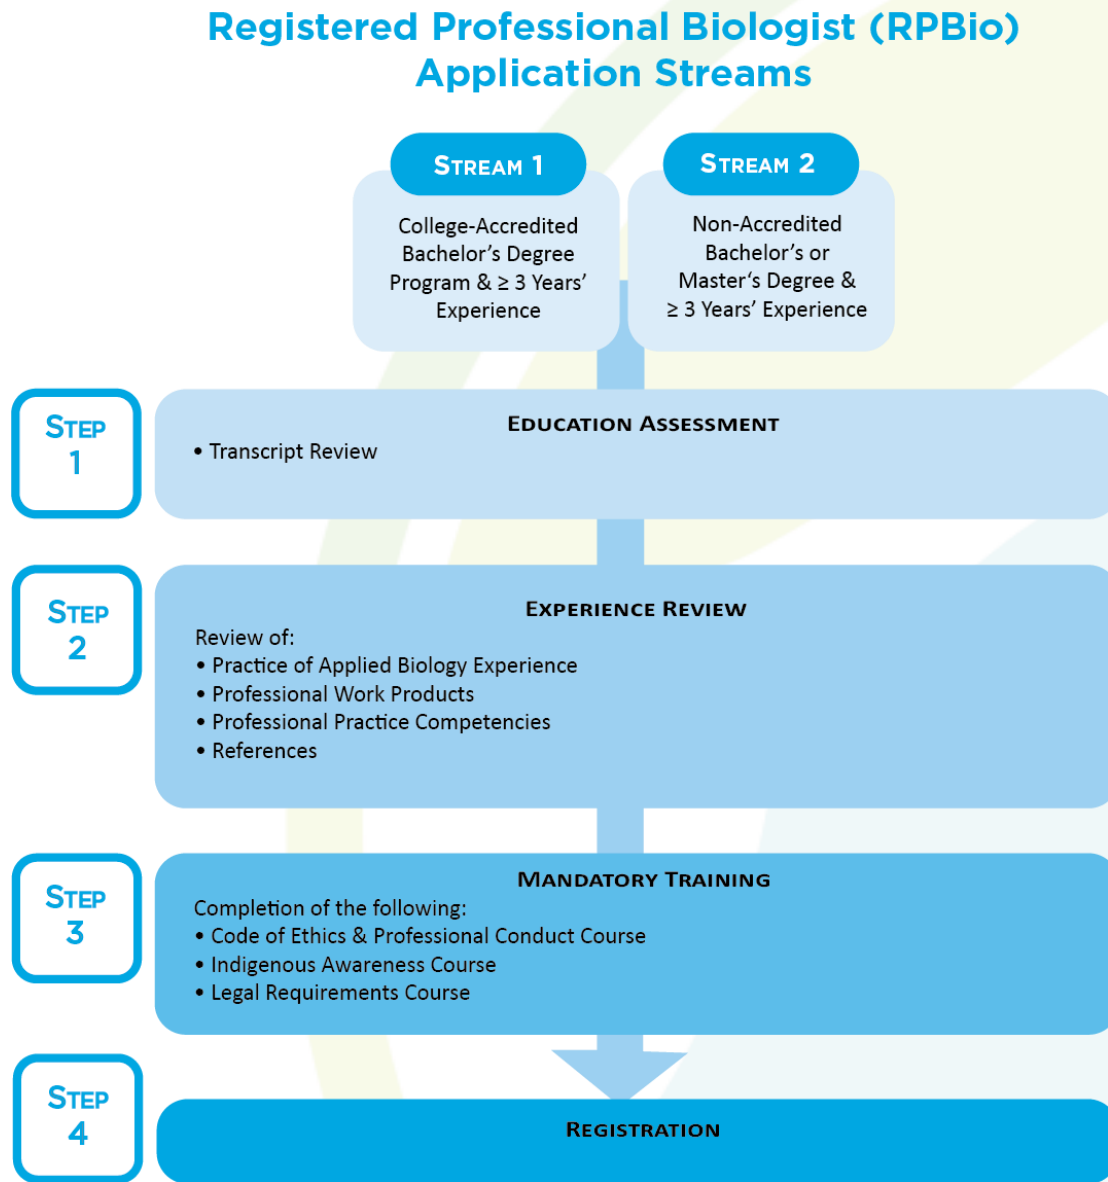 Registered Professional Biologist (RPBio)
Application Streams
STREAM 1
College-Accredited
Bachelor’s Degree
Program & ≥ 3 Years’
Experience
STREAM 2
Non-Accredited
Bachelor’s or
Master‘s Degree &
≥ 3 Years’ Experience
STEP
1
EDUCATION ASSESSMENT
• Transcript Review
STEP
2
EXPERIENCE REVIEW
Review of:
• Practice of Applied Biology Experience
• Professional Work Products
• Professional Practice Competencies
• References
STEP
3
MANDATORY TRAINING
Completion of the following:
• Code of Ethics & Professional Conduct Course
• Indigenous Awareness Course
• Legal Requirements Course
STEP
4
REGISTRATION